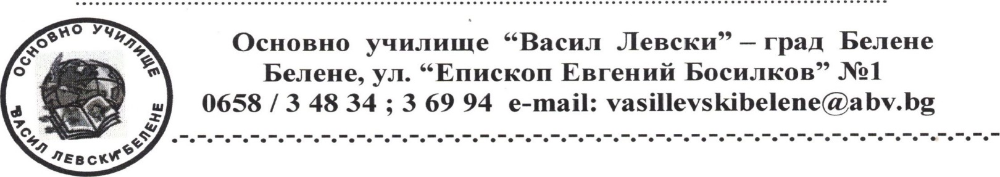 ОСНОВНО УЧИЛИЩЕ
"ВАСИЛ ЛЕВСКИ"БЕЛЕНЕ
Основно училище “Васил Левски” – град Белене
Белене, ул. “Епископ Евгений Босилков” №1
0658 / 3 48 34 ; 3 69 94 e-mail: vasillevskibelene@abv.bg